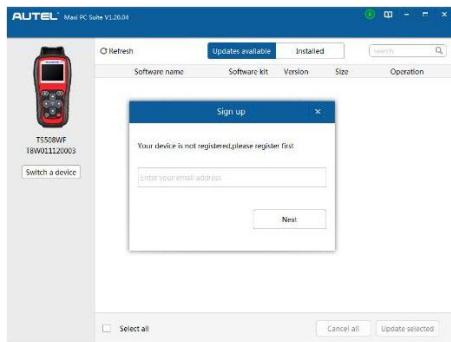 AUTEL Maxi PC Suite V1.20.04
Refresh
Updates available
Installed
Search
Software name Software kit Version Size Operation
Sign up
Your device is not registered,please register first
Enter your email address
Next
TS508WF
T8W011120003
Switch a device
Select all
Cancel all
Update selected